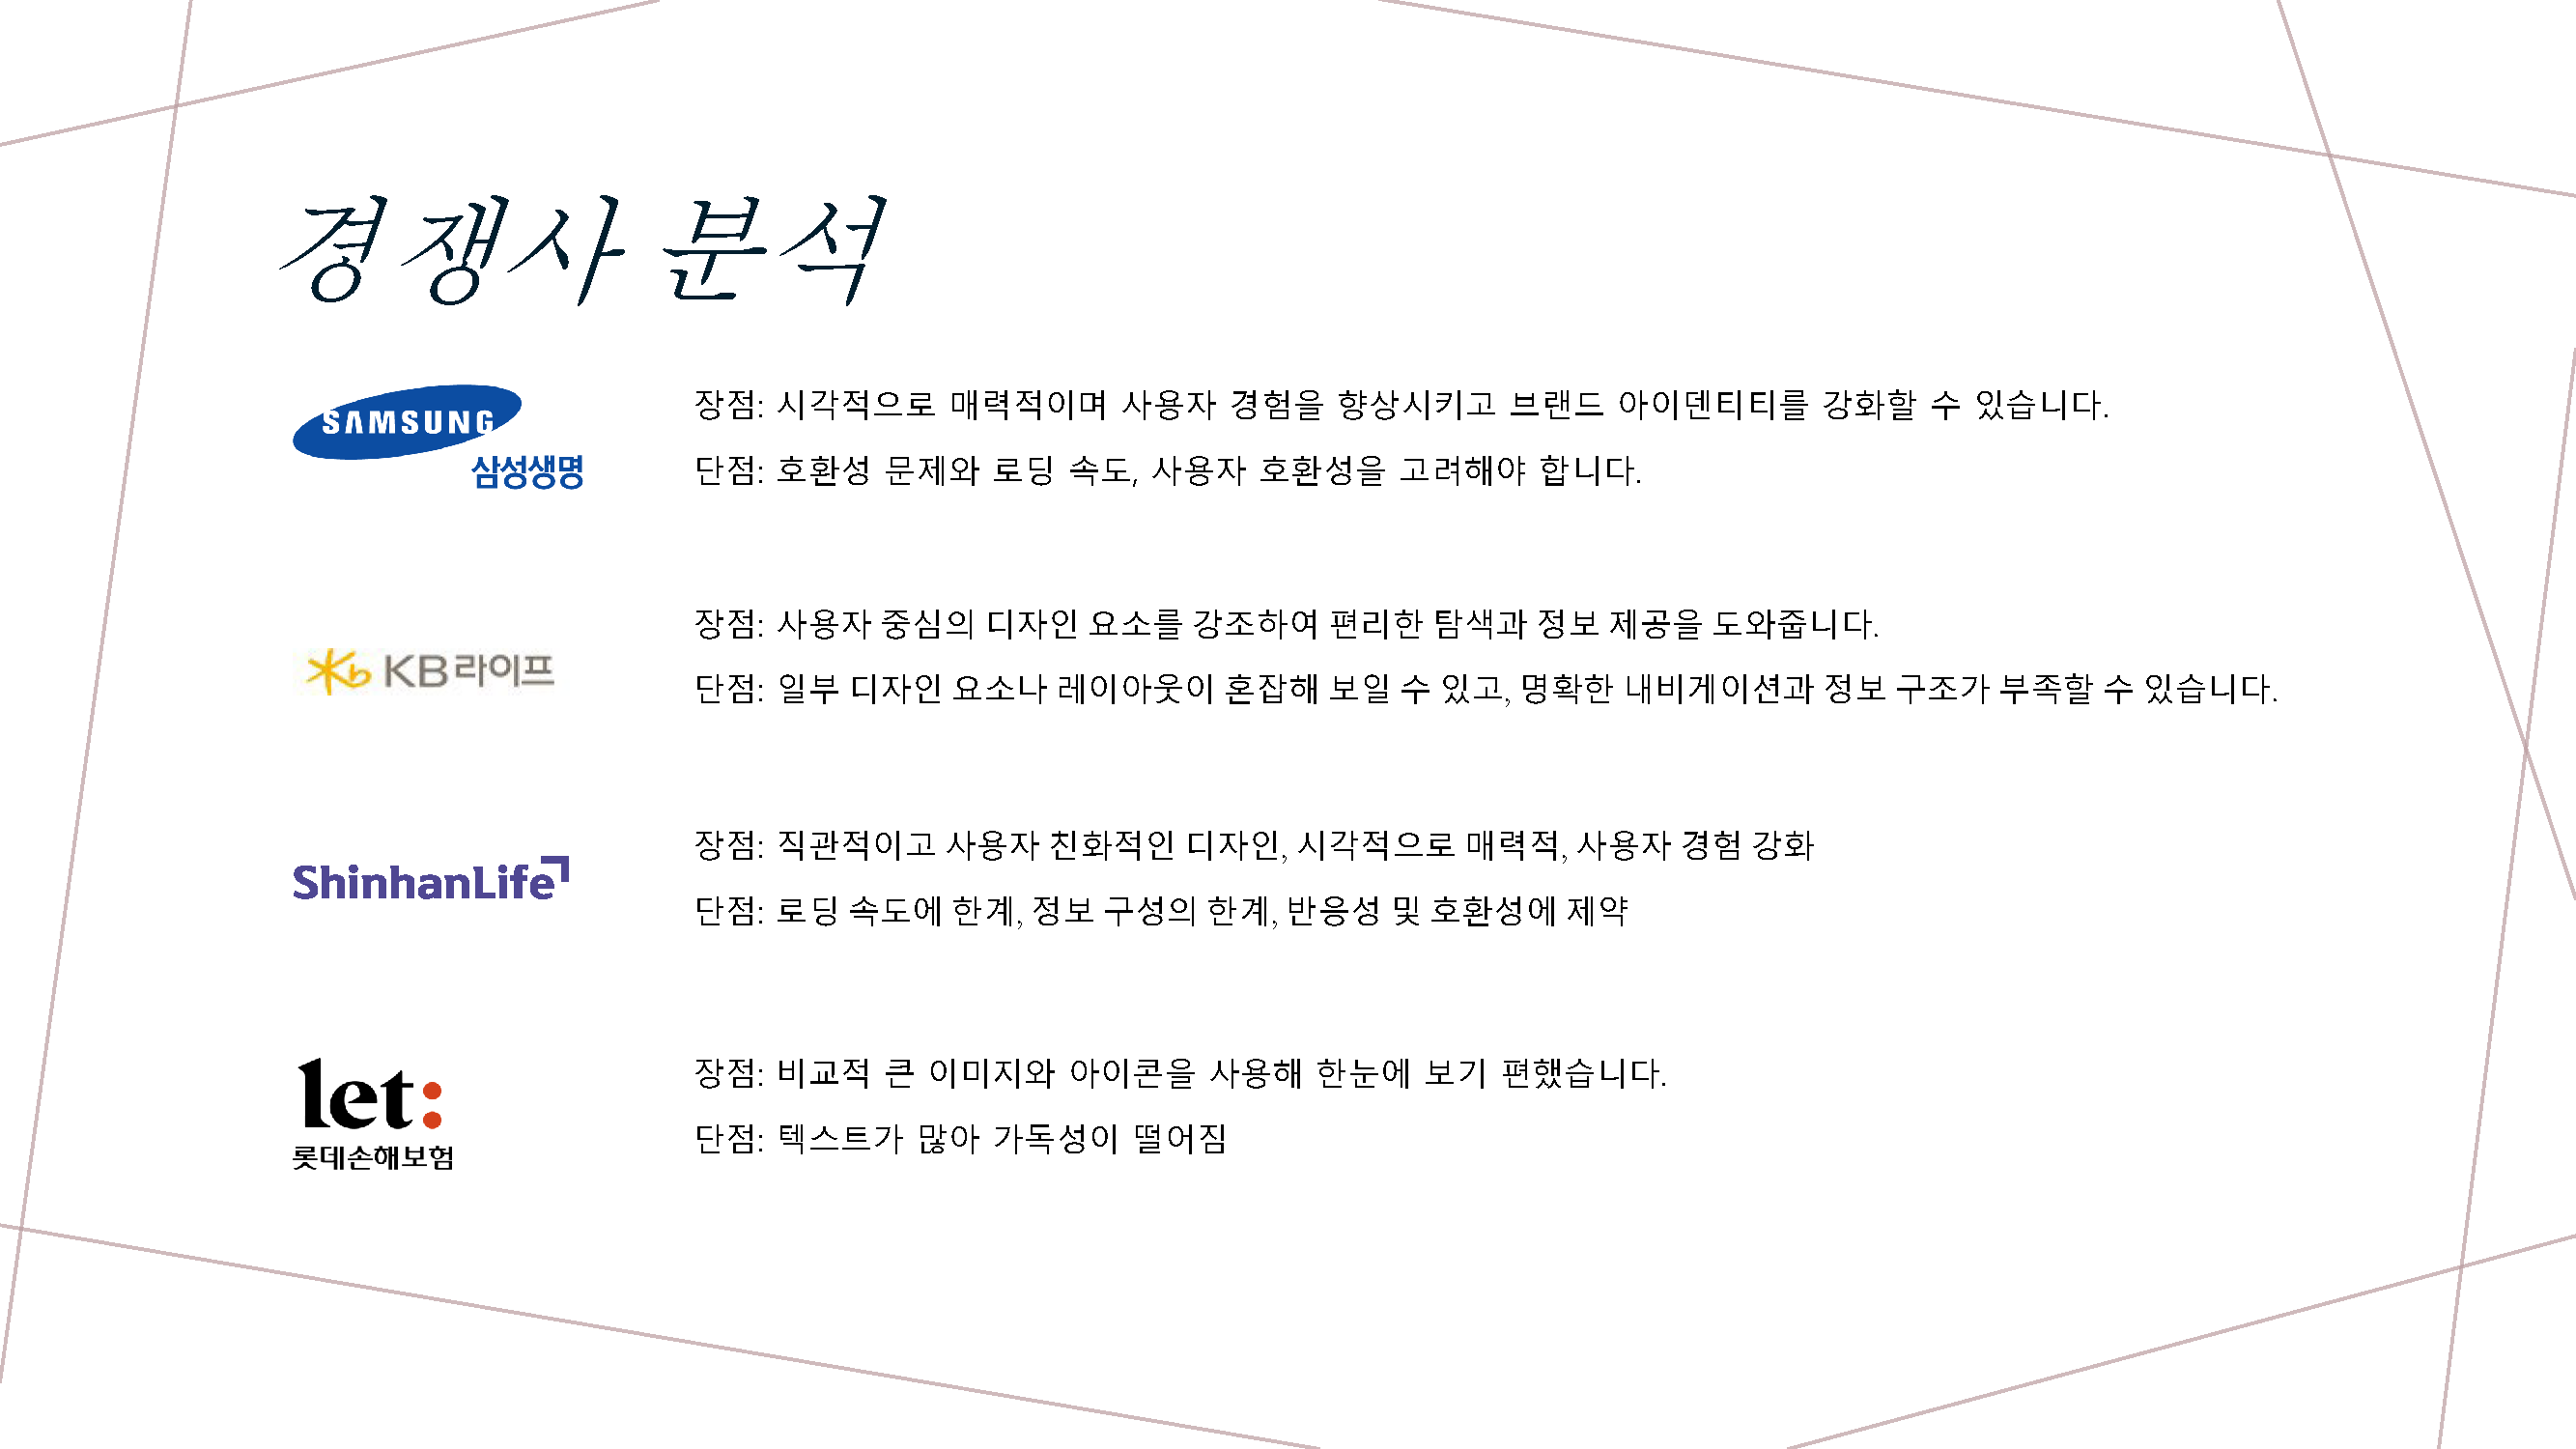 경쟁사 분석
SAMSUNG
삼성생명
장점: 시각적으로 매력적이며 사용자 경험을 향상시키고 브랜드 아이덴티티를 강화할 수 있습니다.
단점: 호환성 문제와 로딩 속도, 사용자 호환성을 고려해야 합니다.
KB라이프
장점: 사용자 중심의 디자인 요소를 강조하여 편리한 탐색과 정보 제공을 도와줍니다.
단점: 일부 디자인 요소나 레이아웃이 혼잡해 보일 수 있고, 명확한 내비게이션과 정보 구조가 부족할 수 있습니다.
ShinhanLife
장점: 직관적이고 사용자 친화적인 디자인, 시각적으로 매력적, 사용자 경험 강화
단점: 로딩 속도에 한계, 정보 구성의 한계, 반응성 및 호환성에 제약
let:
롯데손해보험
장점: 비교적 큰 이미지와 아이콘을 사용해 한눈에 보기 편했습니다.
단점: 텍스트가 많아 가독성이 떨어짐